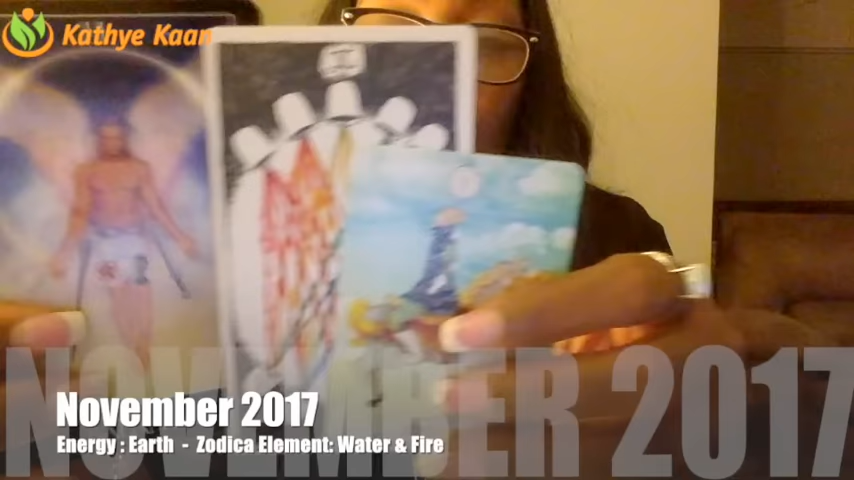 Kathye Kaan
NOVEMBER 2017
November 2017
Energy : Earth - Zodica Element: Water & Fire